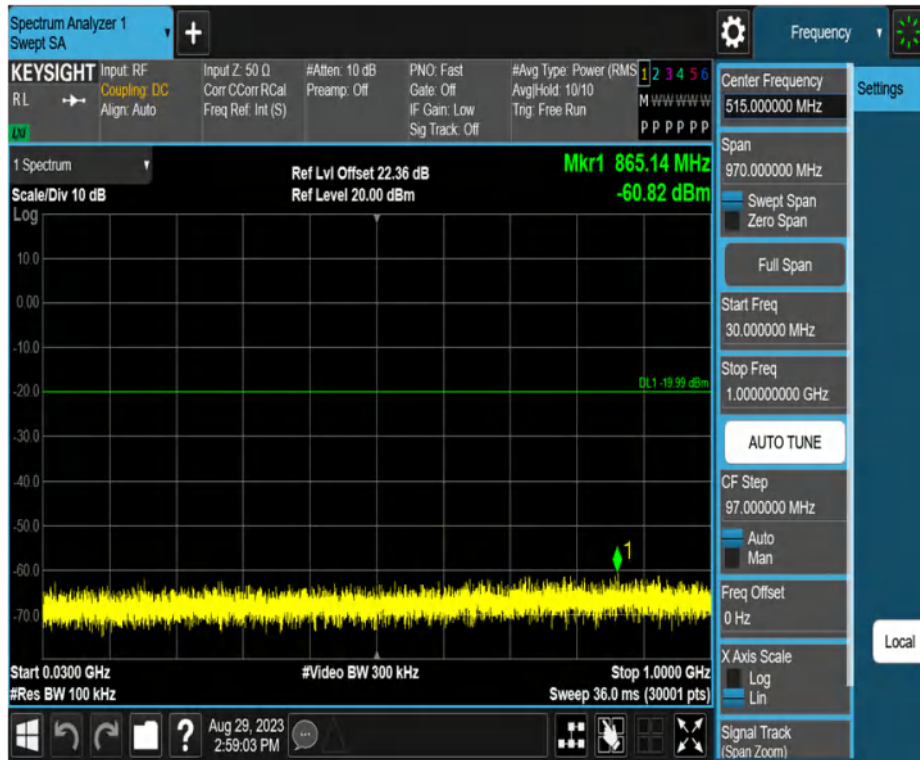 Spectrum Analyzer 1
Swept SA
+
Frequency
KEYSIGHT
RL
LXI
Input: RF
Coupling: DC
Align: Auto
Input Z: 50 Ω
Corr CCorr RCal
Freq Ref: Int (S)
#Atten: 10 dB
Preamp: Off
PNO: Fast
Gate: Off
IF Gain: Low
Sig Track: Off
#Avg Type: Power (RMS
Avg|Hold: 10/10
Trig: Free Run
1 2 3 4 5 6
M W W W W W
P P P P P P
1 Spectrum
Scale/Div 10 dB
Log
Ref Lvl Offset 22.36 dB
Ref Level 20.00 dBm
Mkr1 865.14 MHz
-60.82 dBm
10.0
0.00
-10.0
-20.0
-30.0
-40.0
-50.0
-60.0
-70.0
DL1 -19.99 dBm
1
Start 0.0300 GHz
#Res BW 100 kHz
#Video BW 300 kHz
Stop 1.0000 GHz
Sweep 36.0 ms (30001 pts)
?
Aug 29, 2023
2:59:03 PM
Center Frequency
515.000000 MHz
Span
970.000000 MHz
Swept Span
Zero Span
Full Span
Start Freq
30.000000 MHz
Stop Freq
1.000000000 GHz
AUTO TUNE
CF Step
97.000000 MHz
Auto
Man
Freq Offset
0 Hz
X Axis Scale
Log
Lin
Signal Track
(Span Zoom)
Settings
Local